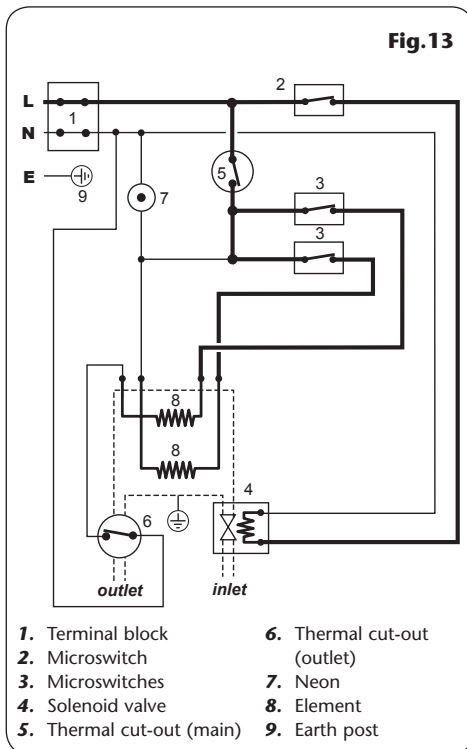 Fig.13
2
L
1
N
5
E
9
7
3
3
8
8
4
6
outlet
inlet
1. Terminal block
2. Microswitch
3. Microswitches
4. Solenoid valve
5. Thermal cut-out (main)
6. Thermal cut-out
(outlet)
7. Neon
8. Element
9. Earth post